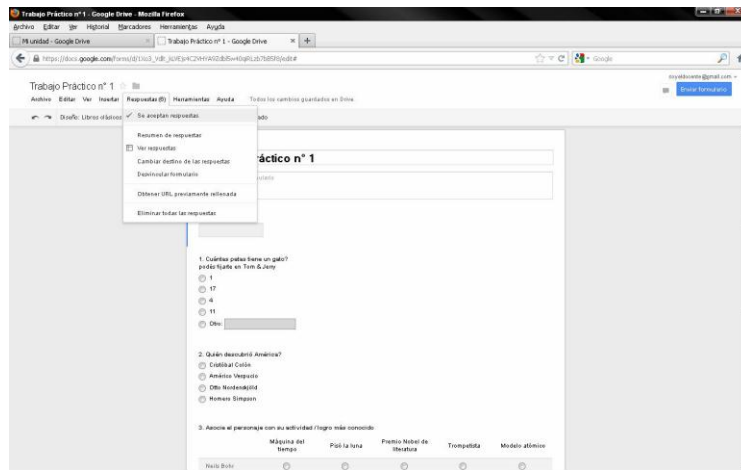 Trabajo Práctico nº 1 - Google Drive - Mozilla Firefox
Archivo Editar Ver Historial Marcadores Herramientas Ayuda
Mi unidad - Google Drive × Trabajo Práctico nº 1 - Google Drive × +
Google
Trabajo Práctico nº 1
Archivo Editar Ver Insertar Respuestas Herramientas Ayuda Todos los cambios guardados en Drive
Enviar formulario
Diseño: Libros clásicos
✓ Se aceptan respuestas
Resumen de respuestas
Ver respuestas
Cambiar destino de las respuestas
Desvincular formulario
Obtener URL previamente rellenada
Eliminar todas las respuestas
ráctico n° 1
1. Cuántas patas tiene un gato?
podés fijarte en Tom & Jerry
1
17
11
Otro:
2. Quién descubrió América?
Cristóbal Colón
Américo Vespucio
Otto Nordenskjöld
Homero Simpson
3. Asocie el personaje con su actividad / logro más conocido
Máquina del tiempo Pisó la luna Premio Nobel de literatura Trompetista Modelo atómico
Neils Bohr